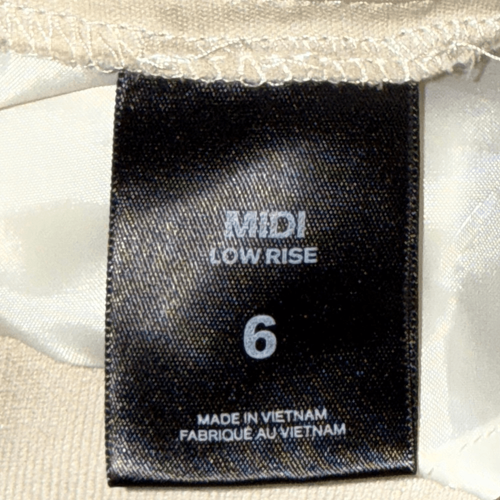 MIDI
LOW RISE
6
MADE IN VIETNAM
FABRIQUÉ AU VIETNAM